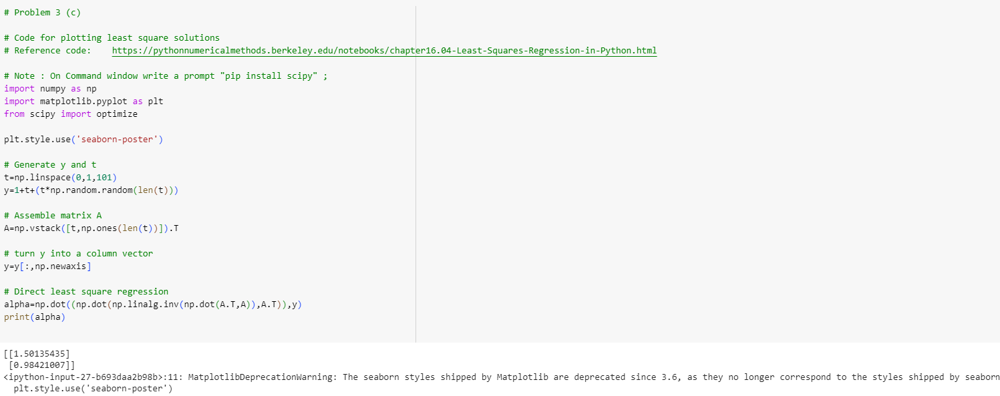 # Problem 3 (c)
# Code for plotting least square solutions
# Reference code:    https://pythonnumericalmethods.berkeley.edu/notebooks/chapter16.04-Least-Squares-Regression-in-Python.html
# Note : On Command window write a prompt "pip install scipy" ;
import numpy as np
import matplotlib.pyplot as plt
from scipy import optimize
plt.style.use('seaborn-poster')
# Generate y and t
t=np.linspace(0,1,101)
y=1+t+(t*np.random.random(len(t)))
# Assemble matrix A
A=np.vstack([t,np.ones(len(t))]).T
# turn y into a column vector
y=y[:,np.newaxis]
# Direct least square regression
alpha=np.dot((np.dot(np.linalg.inv(np.dot(A.T,A)),A.T)),y)
print(alpha)
[[1.50135435]
 [0.98421007]]
<ipython-input-27-b693daa2b98b>:11: MatplotlibDeprecationWarning: The seaborn styles shipped by Matplotlib are deprecated since 3.6, as they no longer correspond to the styles shipped by seaborn
  plt.style.use('seaborn-poster')